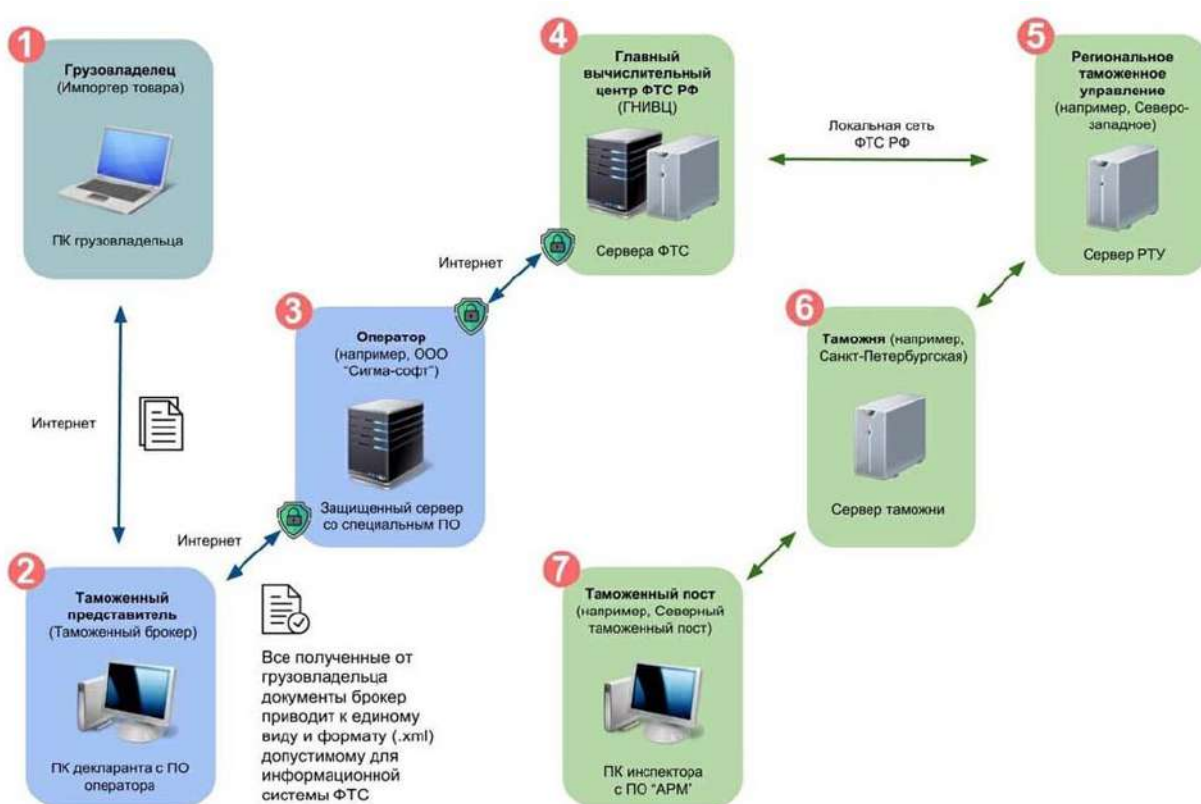 1
Грузовладелец
(Импортер товара)
ПК грузовладельца
Интернет
2
Таможенный
представитель
(Таможенный брокер)
ПК декларанта с ПО
оператора
Интернет
Все полученные от
грузовладельца
документы брокер
приводит к единому
виду и формату (.xml)
допустимому для
информационной
системы ФТС
3
Оператор
(например, ООО
"Сигма-софт")
Защищенный сервер
со специальным ПО
Интернет
4
Главный
вычислительный
центр ФТС РФ
(ГНИВЦ)
Сервера ФТС
Локальная сеть
ФТС РФ
5
Региональное
таможенное
управление
(например, Северо-
западное)
Сервер РТУ
6
Таможня (например,
Санкт-Петербургская)
Сервер таможни
7
Таможенный пост
(например, Северный
таможенный пост)
ПК инспектора
с ПО "АРМ"